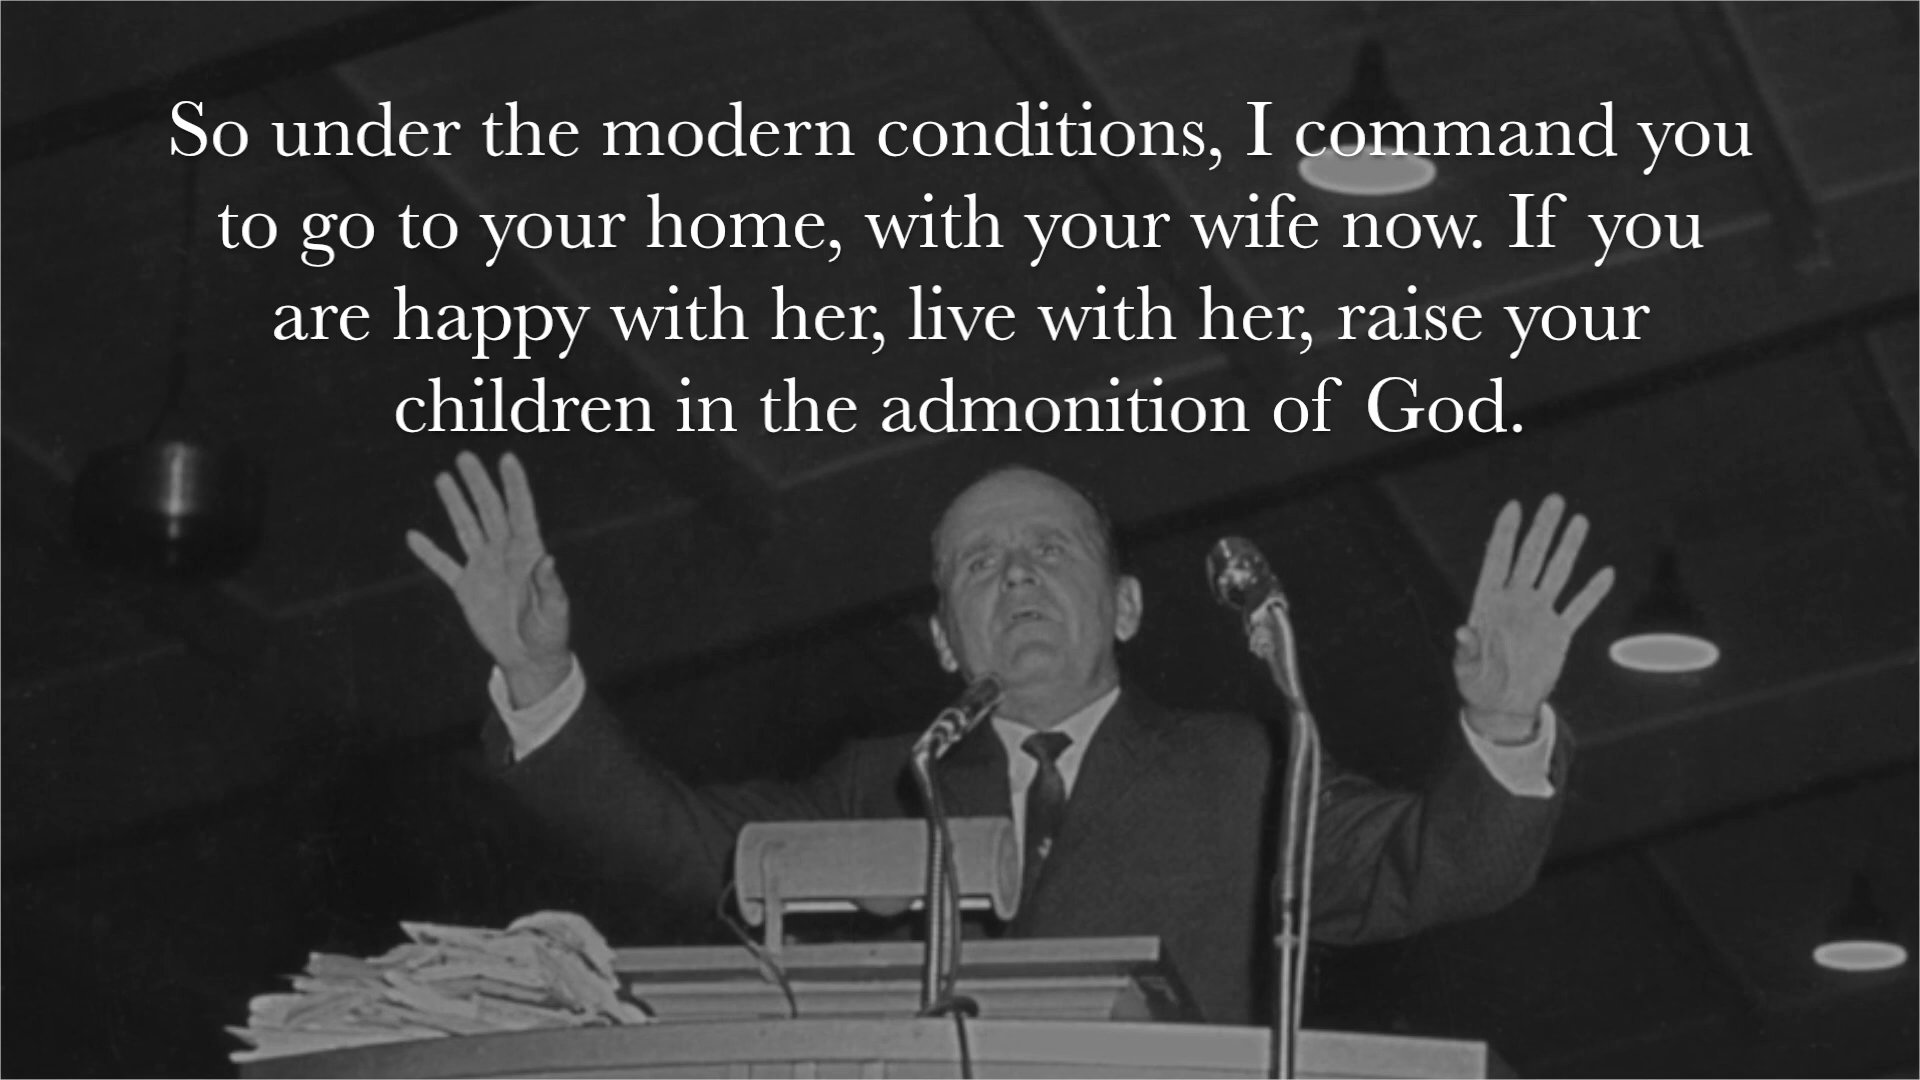 So under the modern conditions, I command you
to go to your home, with your wife now. If you
are happy with her, live with her, raise your
children in the admonition of God.